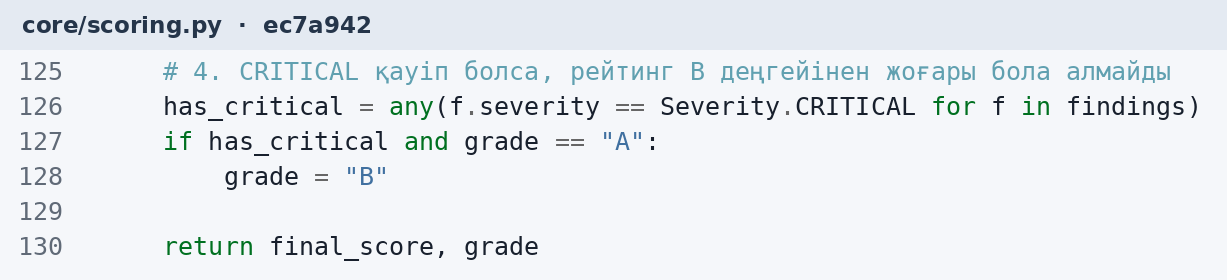 core/scoring.py · ec7a942
125 # 4. CRITICAL қауіп болса, рейтинг B деңгейінен жоғары бола алмайды
126 has_critical = any(f.severity == Severity.CRITICAL for f in findings)
127 if has_critical and grade == "A":
128     grade = "B"
129
130 return final_score, grade